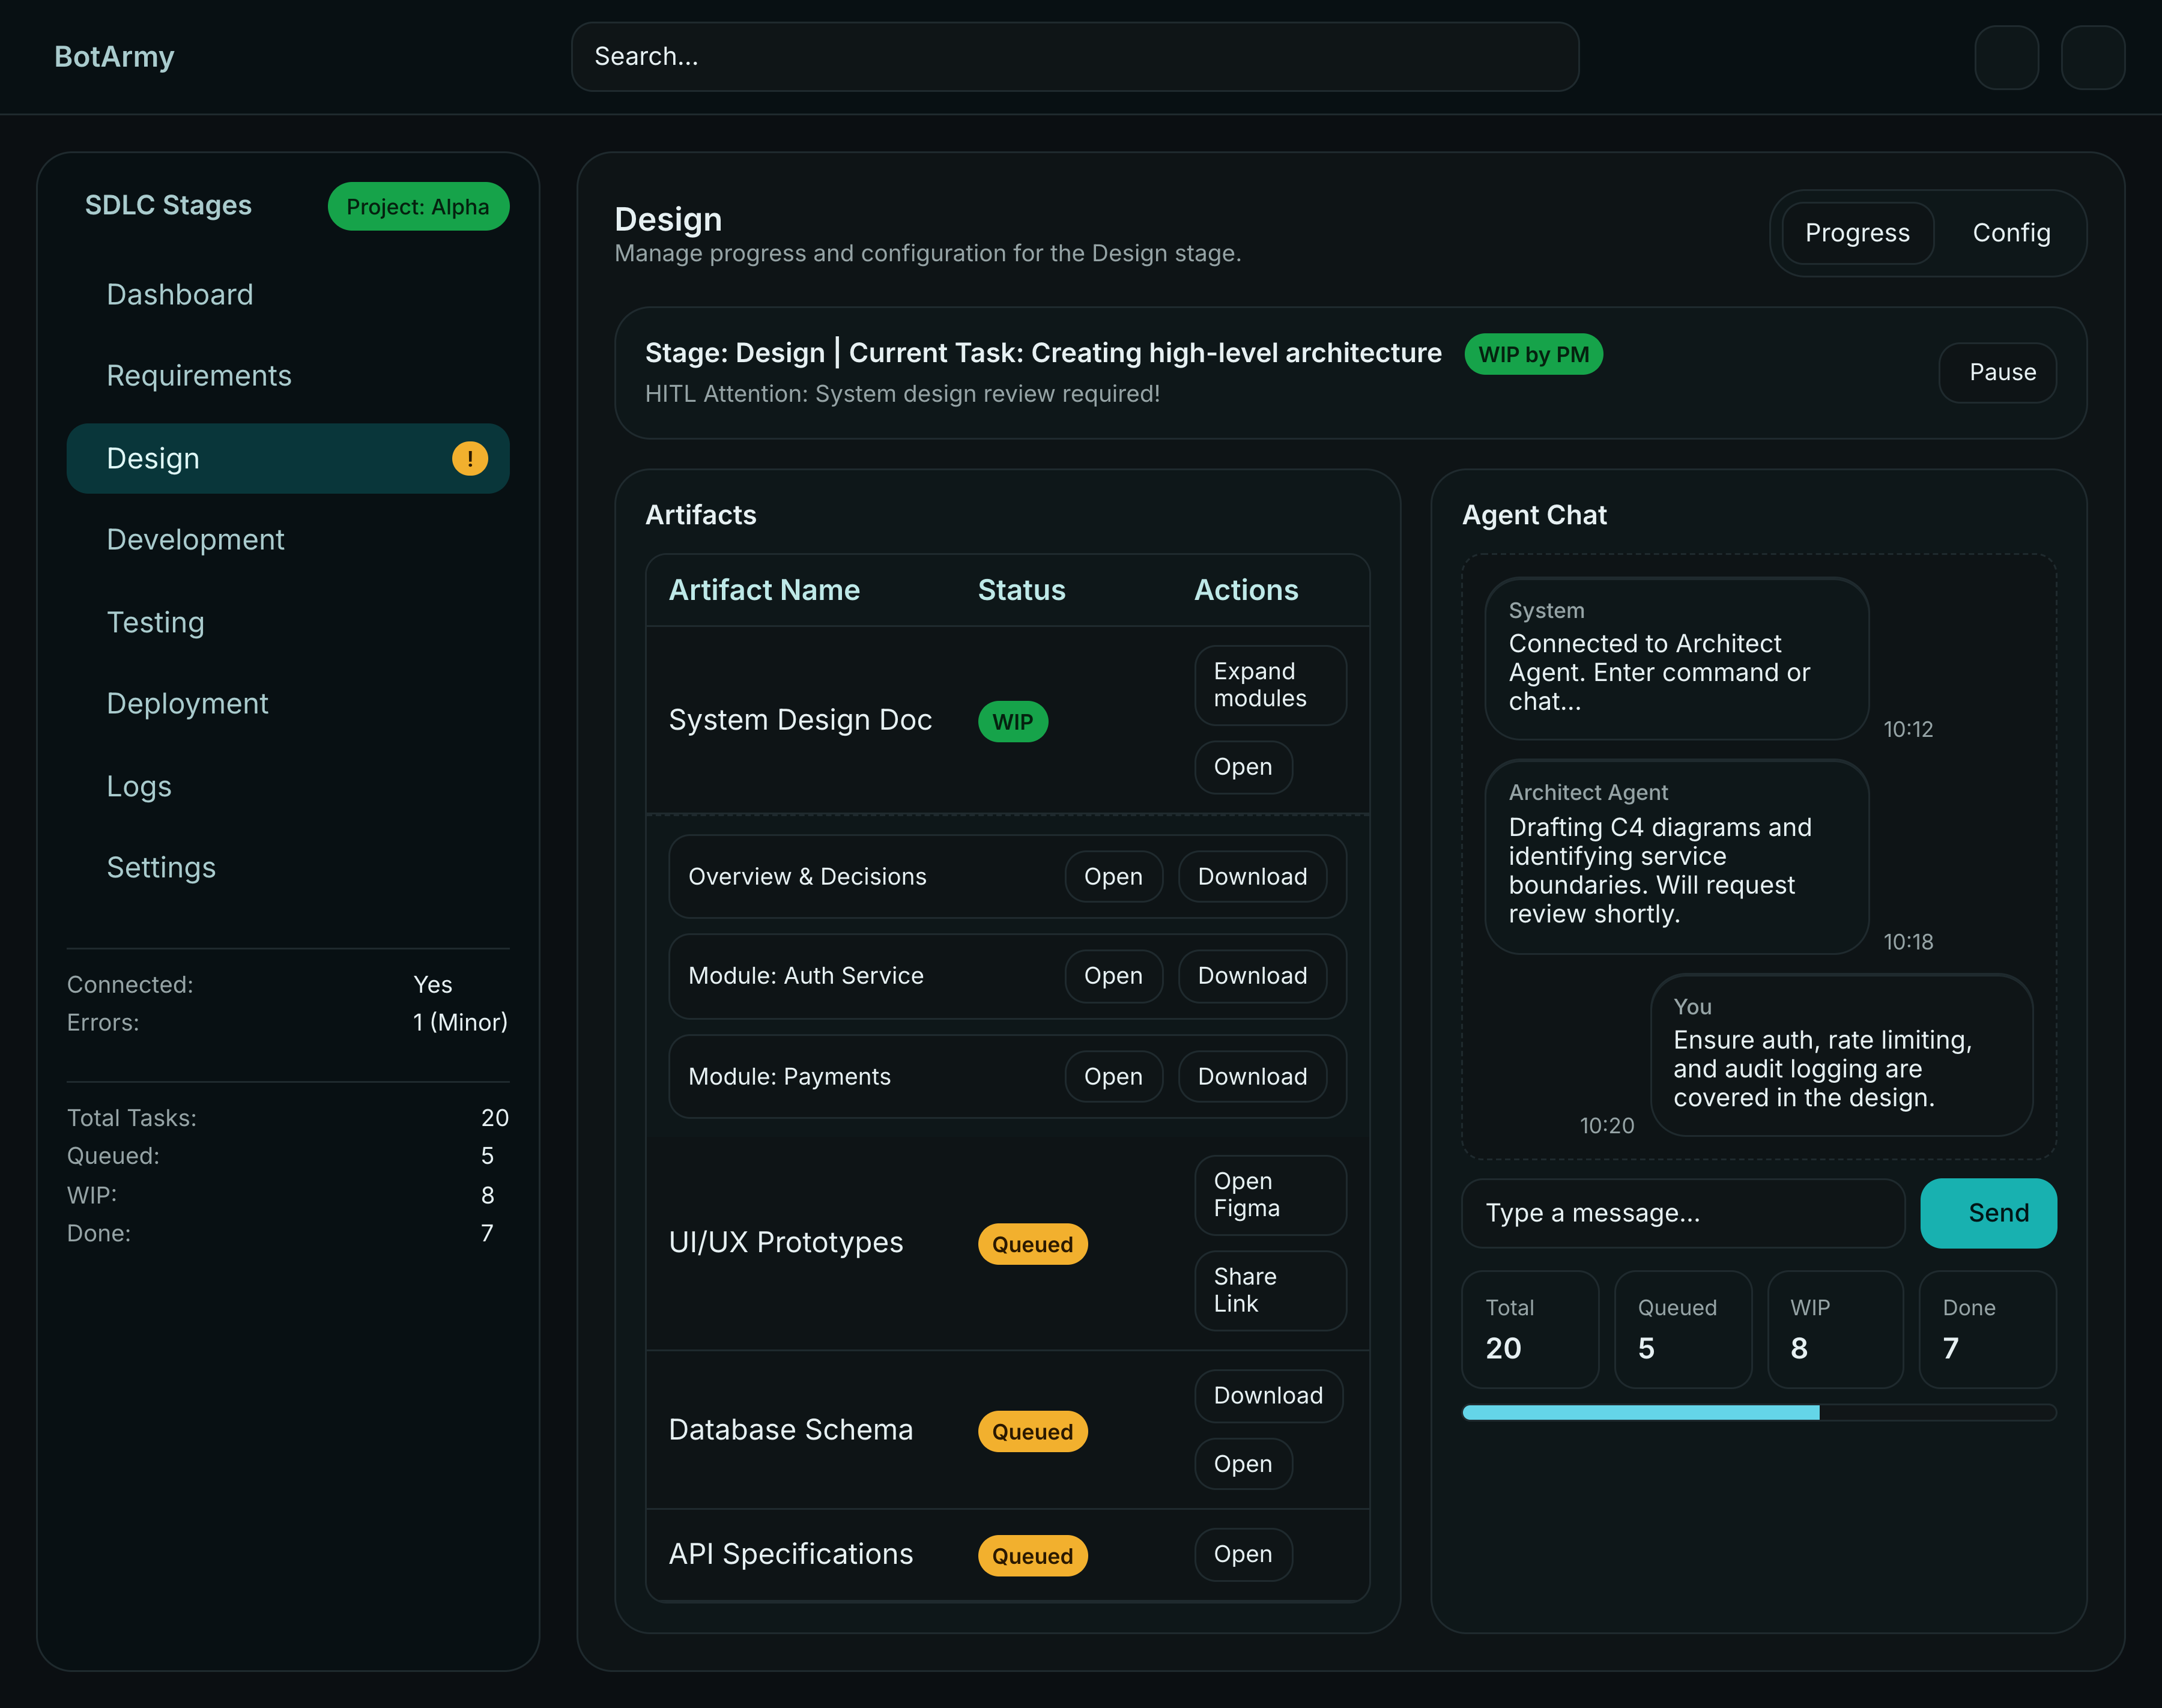 BotArmy
Search...
SDLC Stages
Project: Alpha
Dashboard
Requirements
Design
!
Development
Testing
Deployment
Logs
Settings
Connected: Yes
Errors: 1 (Minor)
Total Tasks: 20
Queued: 5
WIP: 8
Done: 7
Design
Manage progress and configuration for the Design stage.
Progress
Config
Stage: Design | Current Task: Creating high-level architecture
WIP by PM
HITL Attention: System design review required!
Pause
Artifacts
Artifact Name Status Actions
System Design Doc
WIP
Expand
modules
Open
Overview & Decisions Open Download
Module: Auth Service Open Download
Module: Payments Open Download
UI/UX Prototypes
Queued
Open
Figma
Share
Link
Database Schema
Queued
Download
Open
API Specifications
Queued
Open
Agent Chat
System
Connected to Architect
Agent. Enter command or
chat...
10:12
Architect Agent
Drafting C4 diagrams and
identifying service
boundaries. Will request
review shortly.
10:18
You
Ensure auth, rate limiting,
and audit logging are
covered in the design.
10:20
Type a message...
Send
Total
20
Queued
5
WIP
8
Done
7